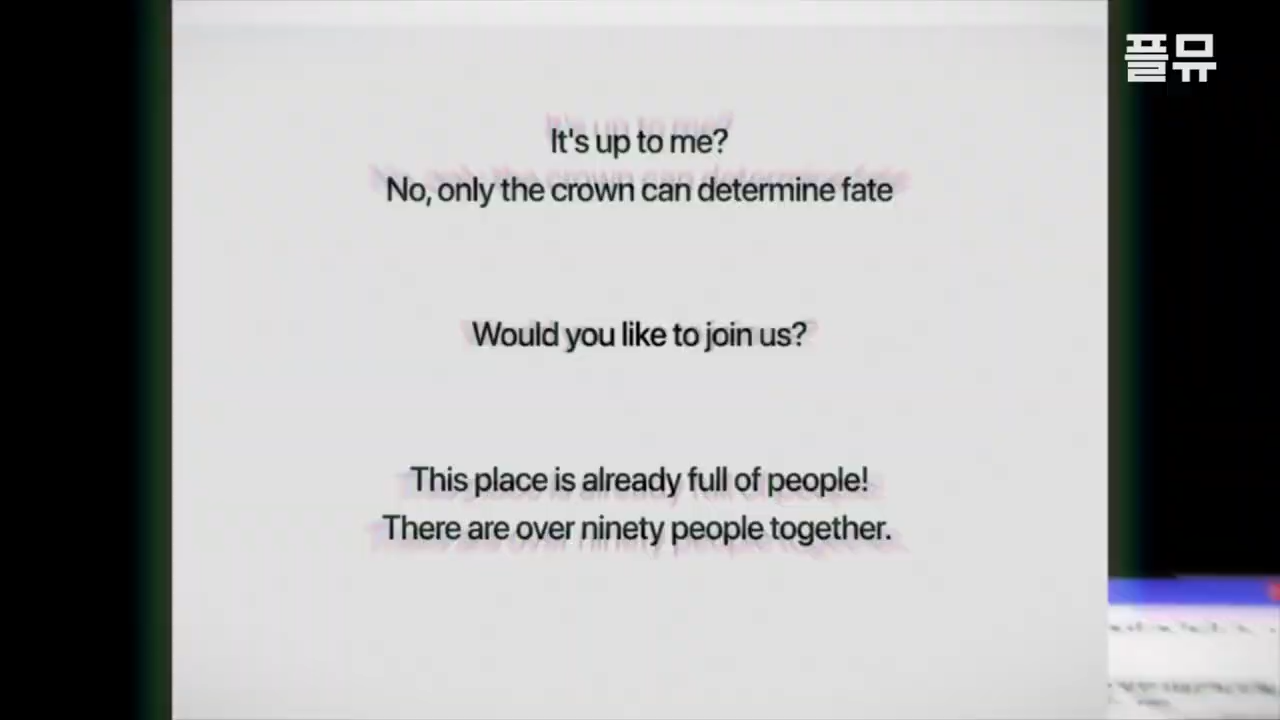 플뮤
It's up to me?
No, only the crown can determine fate
Would you like to join us?
This place is already full of people!
There are over ninety people together.